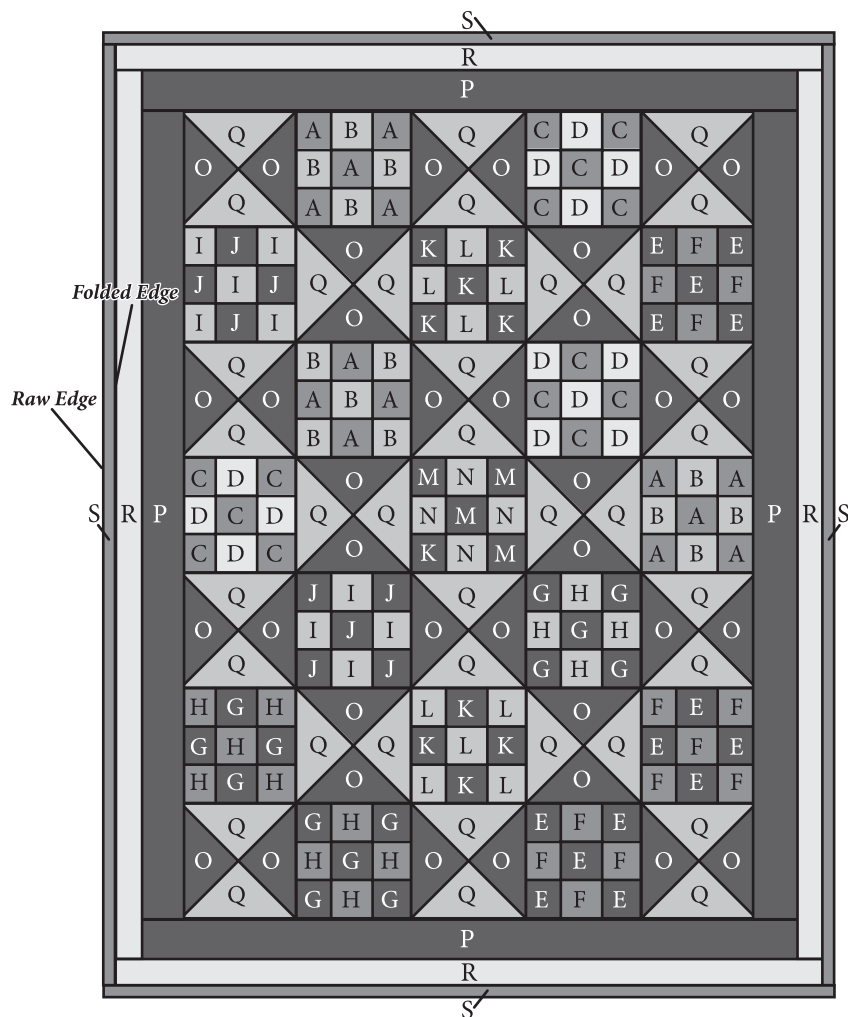 S
R
P
Q A B A Q C D C Q
O O B A B O O D C D O O
Q A B A Q C D C Q
I J I O K L K O E F E
J I J Q Q L K L Q Q F E F
I J I O K L K O E F E
Folded Edge
Q B A B Q D C D Q
O O A B A O O C D C O O
Raw Edge
Q B A B Q D C D Q
C D C O M N M O A B A
S R P D C D Q Q N M N Q Q B A B P R S
C D C O K N M O A B A
Q J I J Q G H G Q
O O I J I O O H G H O O
Q J I J Q G H G Q
H G H O L K L O F E F
G H G Q Q K L K Q Q E F E
H G H O L K L O F E F
Q G H G Q E F E Q
O O H G H O O F E F O O
Q G H G Q E F E Q
P
R
S